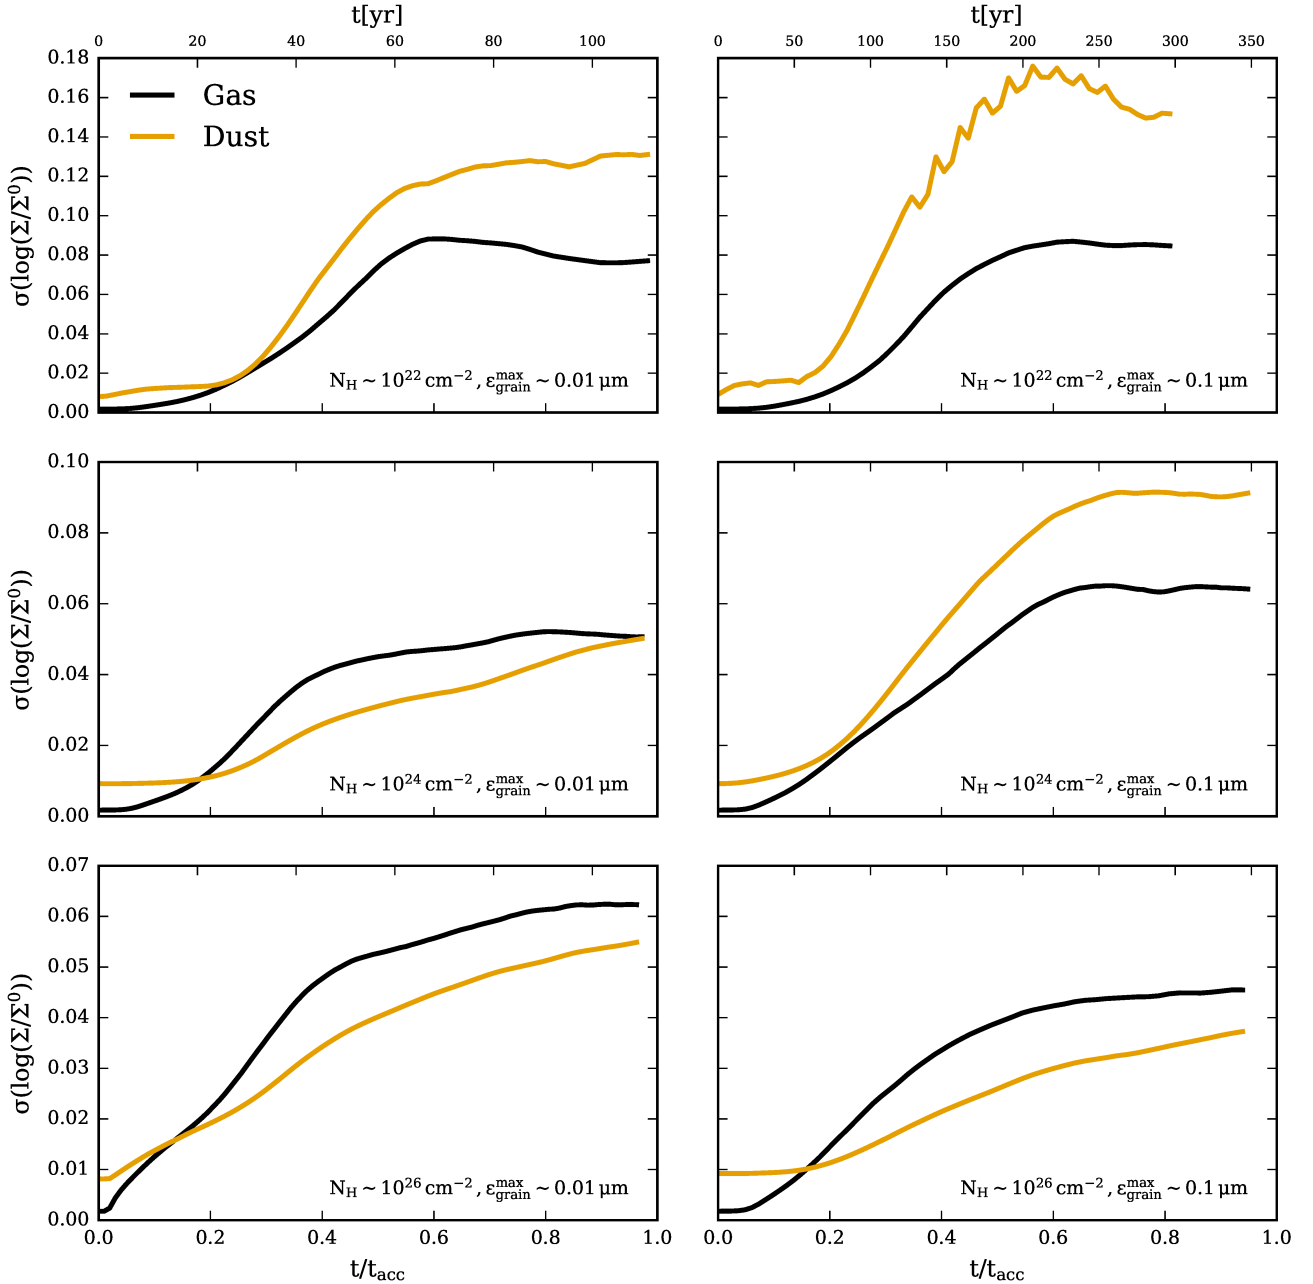 t[yr] t[yr]
0 20 40 60 80 100 0 50 100 150 200 250 300 350
0.18
0.16
0.14
0.12
0.10
0.08
0.06
0.04
0.02
0.00
σ(log(Σ/Σ⁰))
Gas
Dust
N_H ~ 10²² cm⁻² , ε_grain^max ~ 0.01 μm
N_H ~ 10²² cm⁻² , ε_grain^max ~ 0.1 μm
0.10
0.08
0.06
0.04
0.02
0.00
σ(log(Σ/Σ⁰))
N_H ~ 10²⁴ cm⁻² , ε_grain^max ~ 0.01 μm
N_H ~ 10²⁴ cm⁻² , ε_grain^max ~ 0.1 μm
0.07
0.06
0.05
0.04
0.03
0.02
0.01
0.00
σ(log(Σ/Σ⁰))
N_H ~ 10²⁶ cm⁻² , ε_grain^max ~ 0.01 μm
N_H ~ 10²⁶ cm⁻² , ε_grain^max ~ 0.1 μm
0.0 0.2 0.4 0.6 0.8 1.0 0.2 0.4 0.6 0.8 1.0
t/t_acc t/t_acc